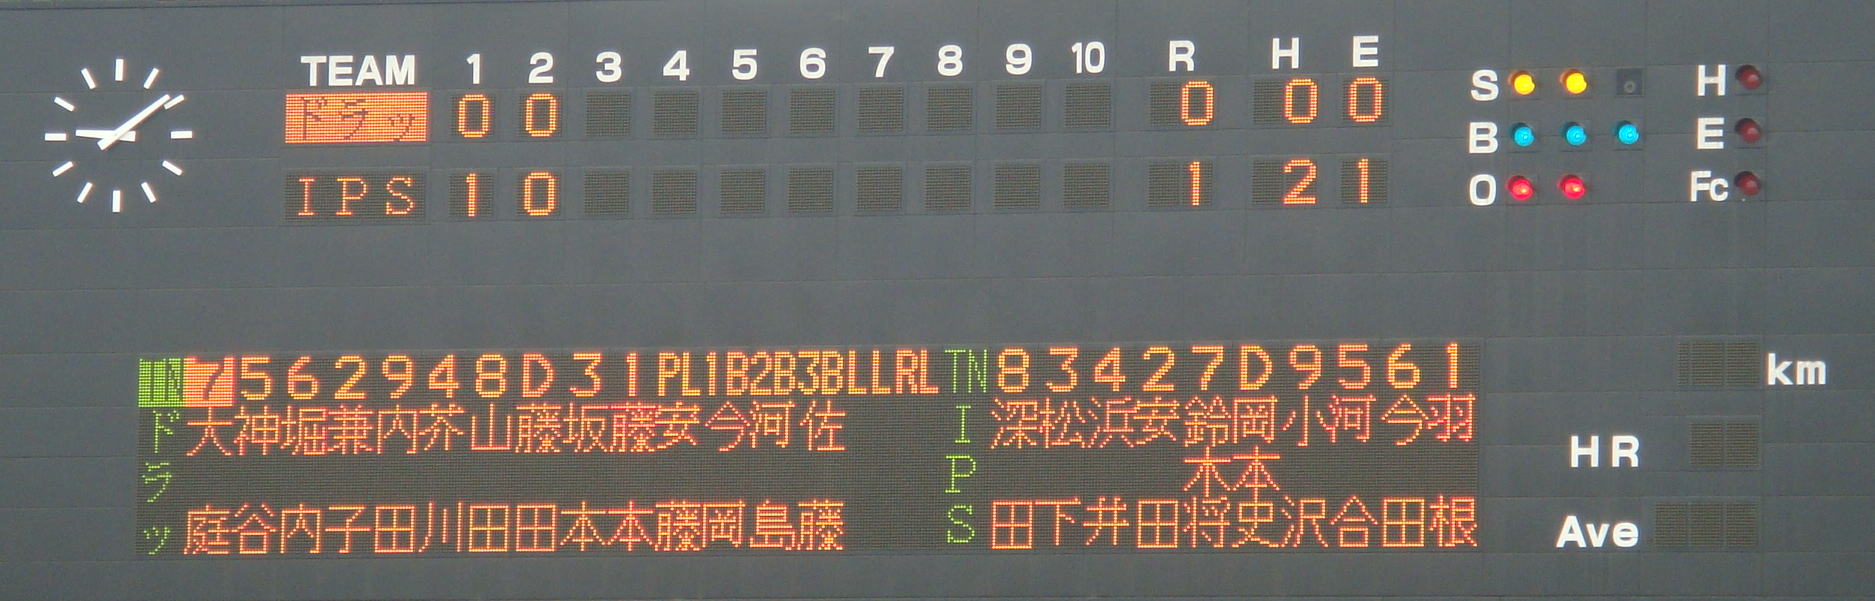 TEAM 1 2 3 4 5 6 7 8 9 10 R H E
ドラッ 0 0 0 0 0
IPS 1 0 1 2 1
S H
B E
O Fc
TN 7 5 6 2 9 4 8 D 3 1 PL 1B 2B 3B LL RL TN 8 3 4 2 7 D 9 5 6 1
ドラッ 大庭 神谷 堀内 兼子 内田 芥川 山田 藤田 坂本 藤本 安藤 今岡 河島 佐藤
IPS 深田 松下 浜井 安田 鈴木将 岡本史 小沢 河合 今田 羽根
km
HR
Ave